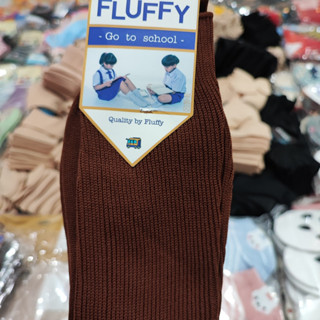 FLUFFY
- Go to school -
Quality by Fluffy